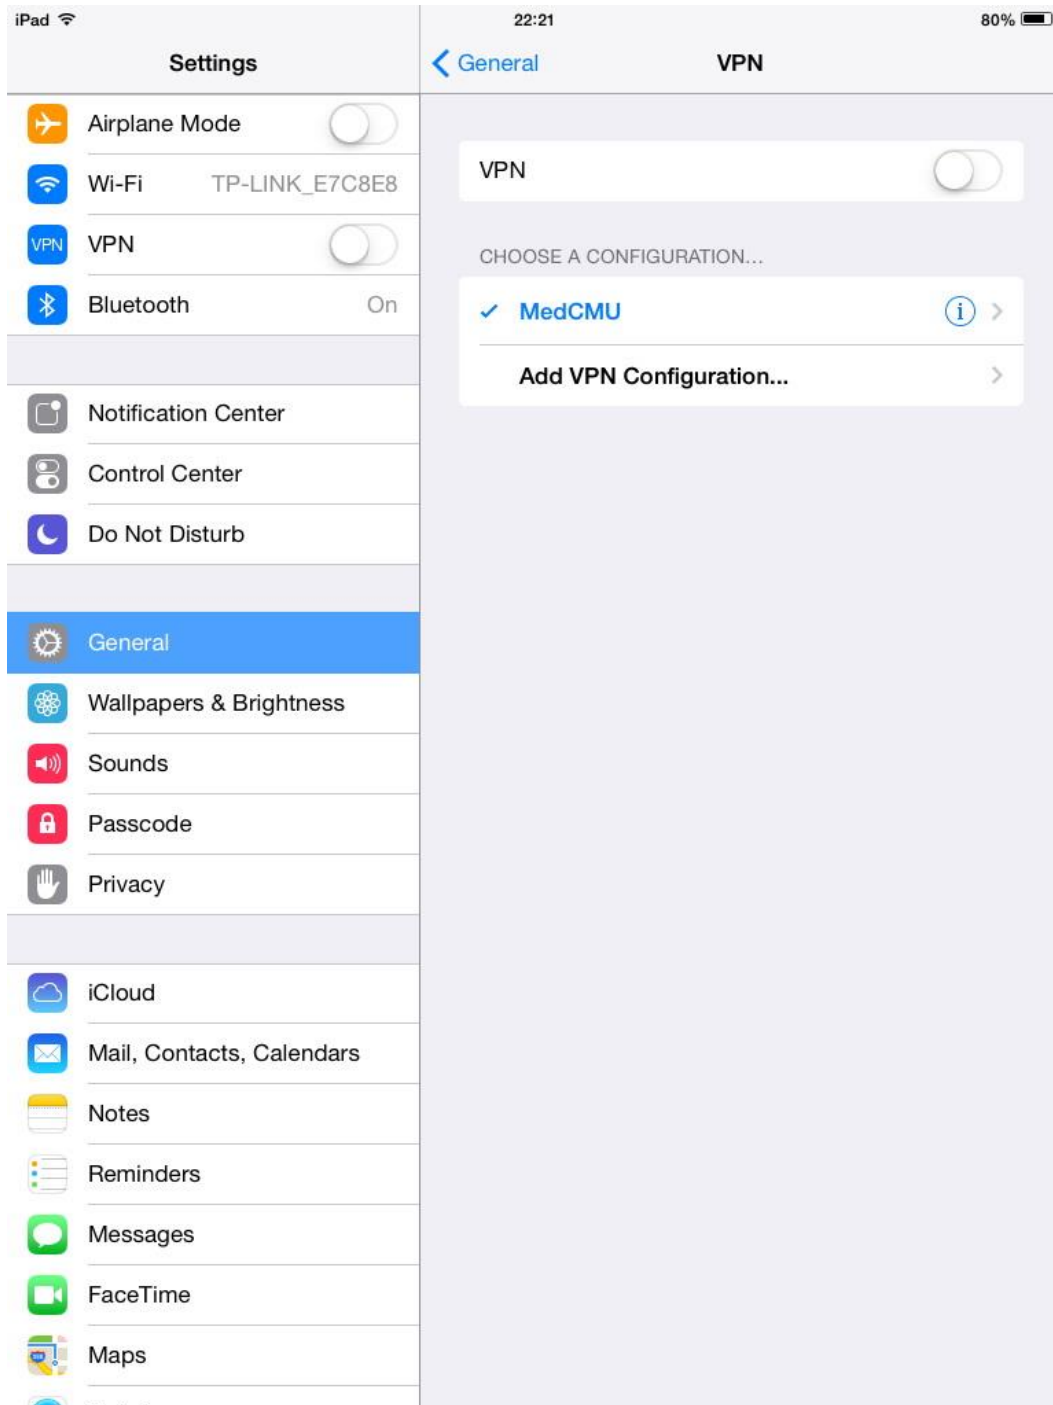 iPad 22:21 80%
Settings
General VPN
Airplane Mode
Wi-Fi TP-LINK_E7C8E8
VPN VPN
Bluetooth On
Notification Center
Control Center
Do Not Disturb
General
Wallpapers & Brightness
Sounds
Passcode
Privacy
iCloud
Mail, Contacts, Calendars
Notes
Reminders
Messages
FaceTime
Maps
VPN
CHOOSE A CONFIGURATION...
MedCMU
Add VPN Configuration...